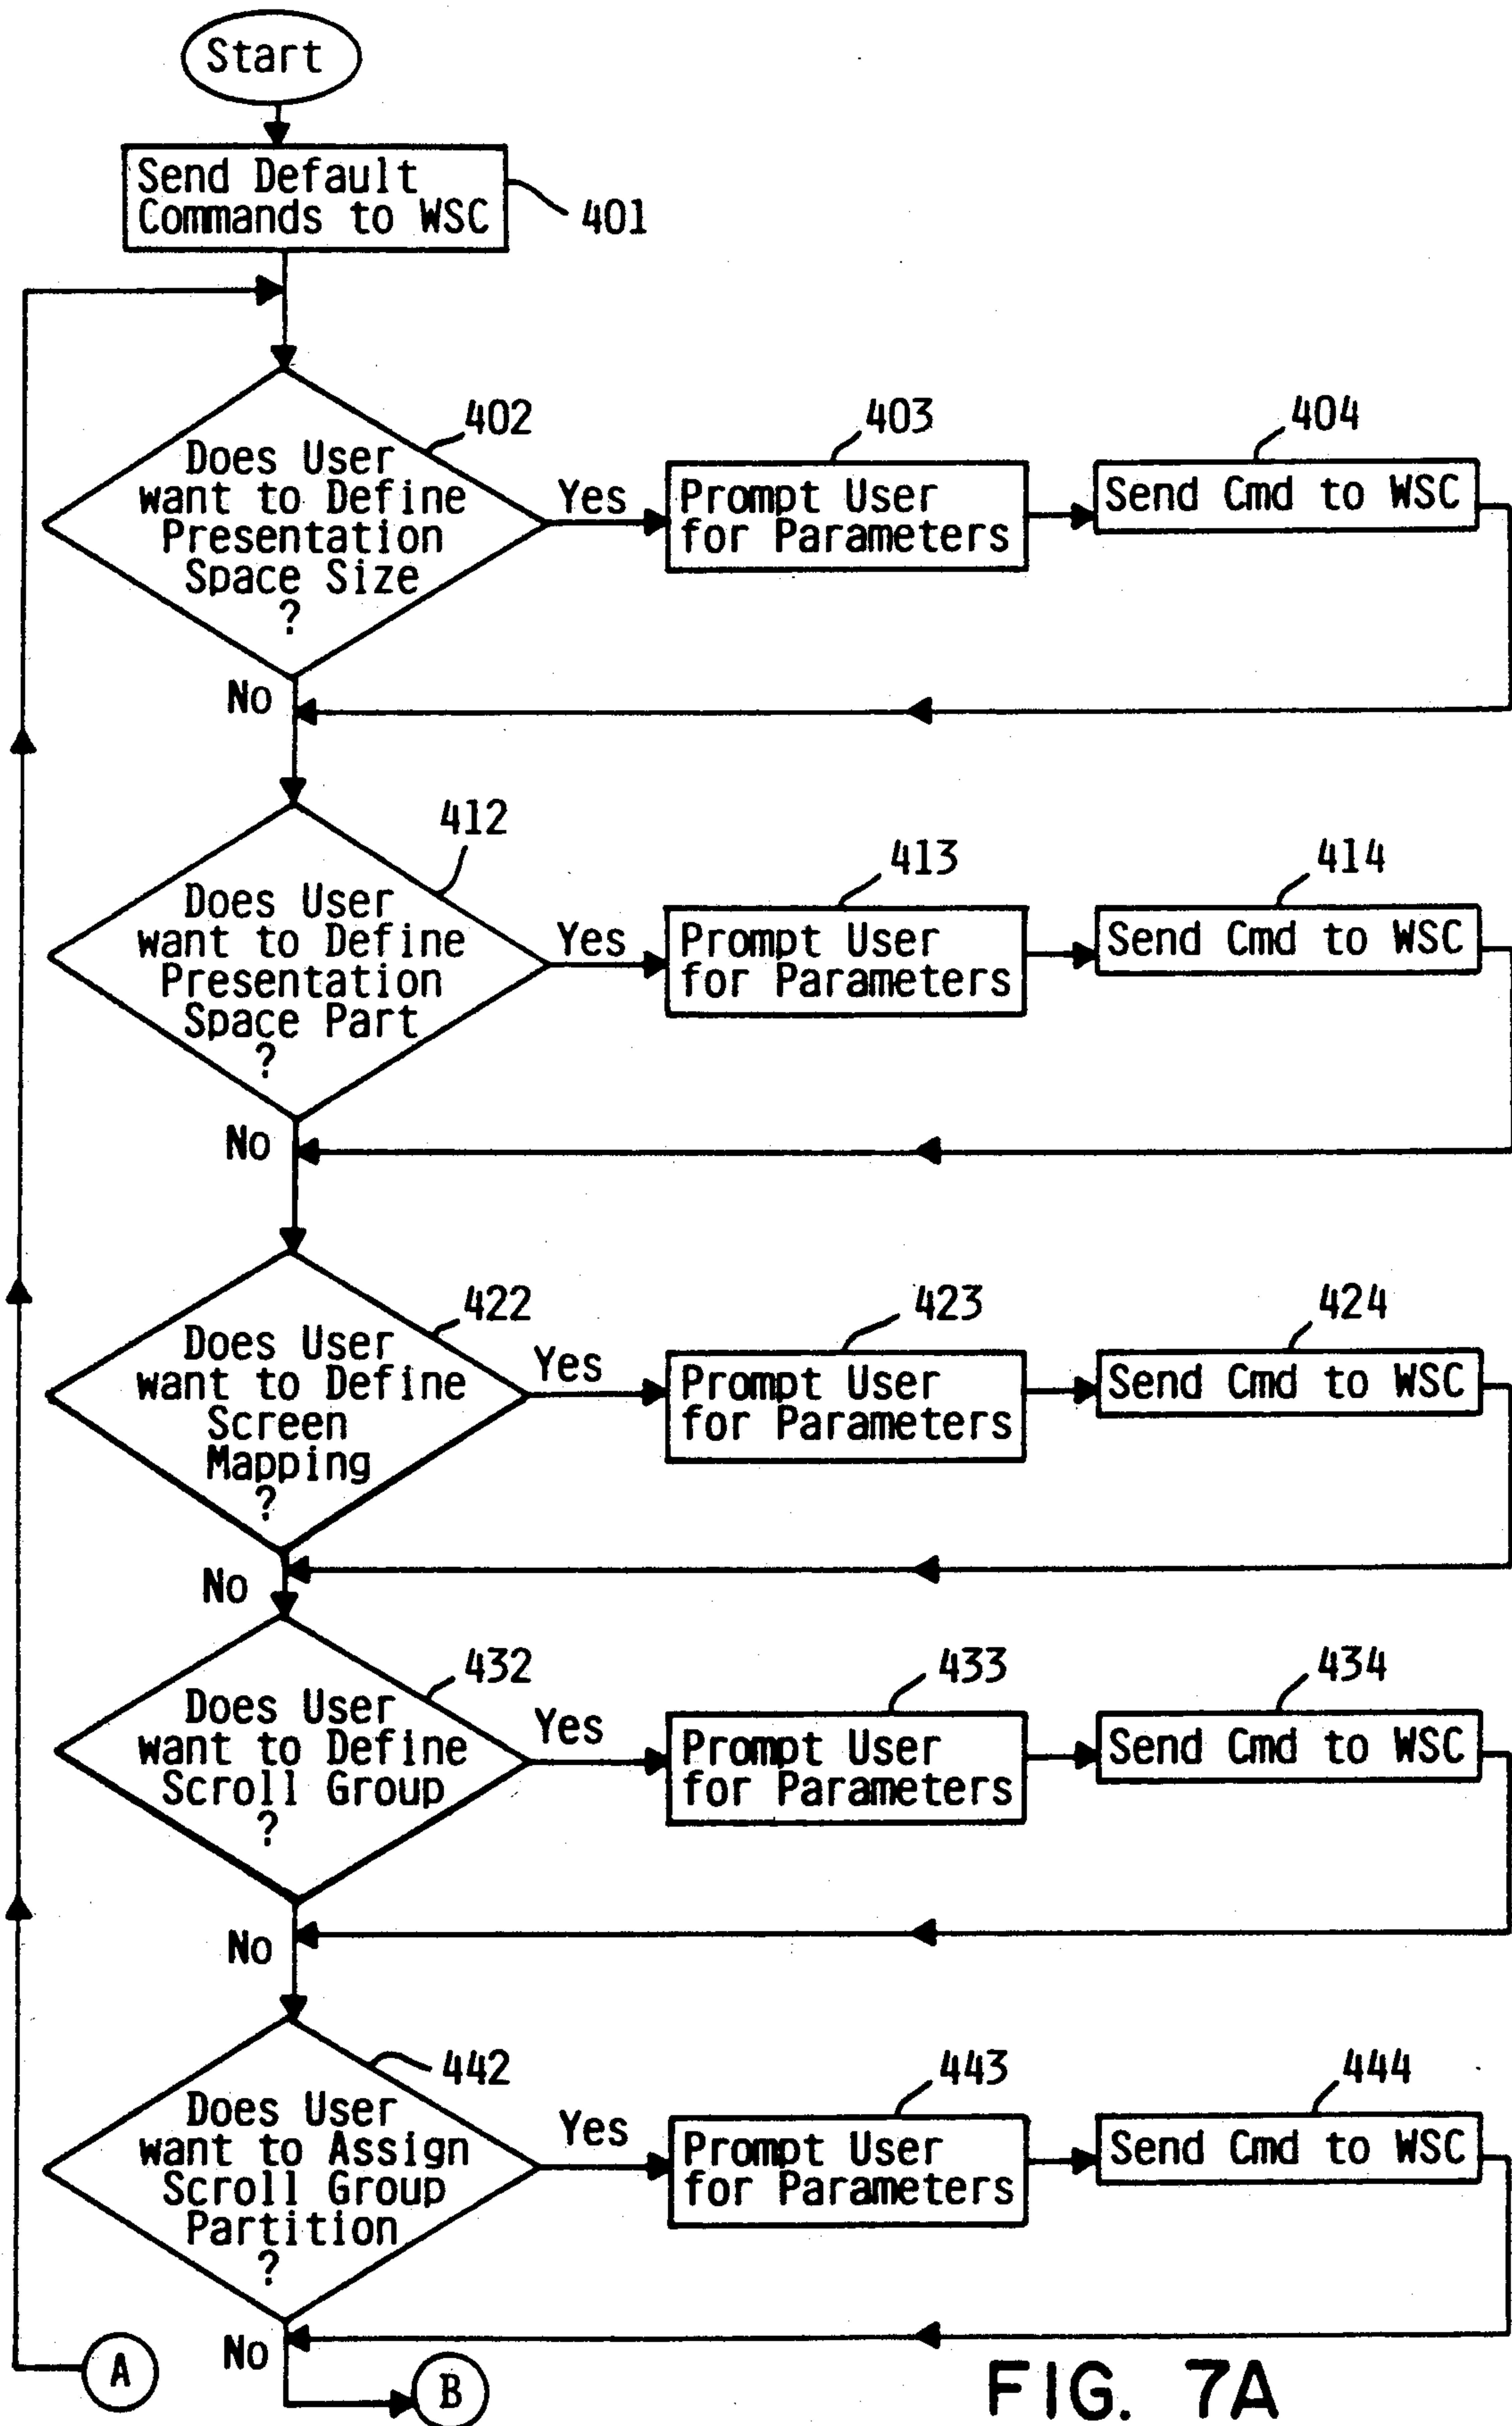 Start
Send Default
Commands to WSC
401
402
Does User
want to Define
Presentation
Space Size
?
Yes
403
Prompt User
for Parameters
404
Send Cmd to WSC
No
412
Does User
want to Define
Presentation
Space Part
?
Yes
413
Prompt User
for Parameters
414
Send Cmd to WSC
No
422
Does User
want to Define
Screen
Mapping
?
Yes
423
Prompt User
for Parameters
424
Send Cmd to WSC
No
432
Does User
want to Define
Scroll Group
?
Yes
433
Prompt User
for Parameters
434
Send Cmd to WSC
No
442
Does User
want to Assign
Scroll Group
Partition
?
Yes
443
Prompt User
for Parameters
444
Send Cmd to WSC
No
A
B
FIG. 7A